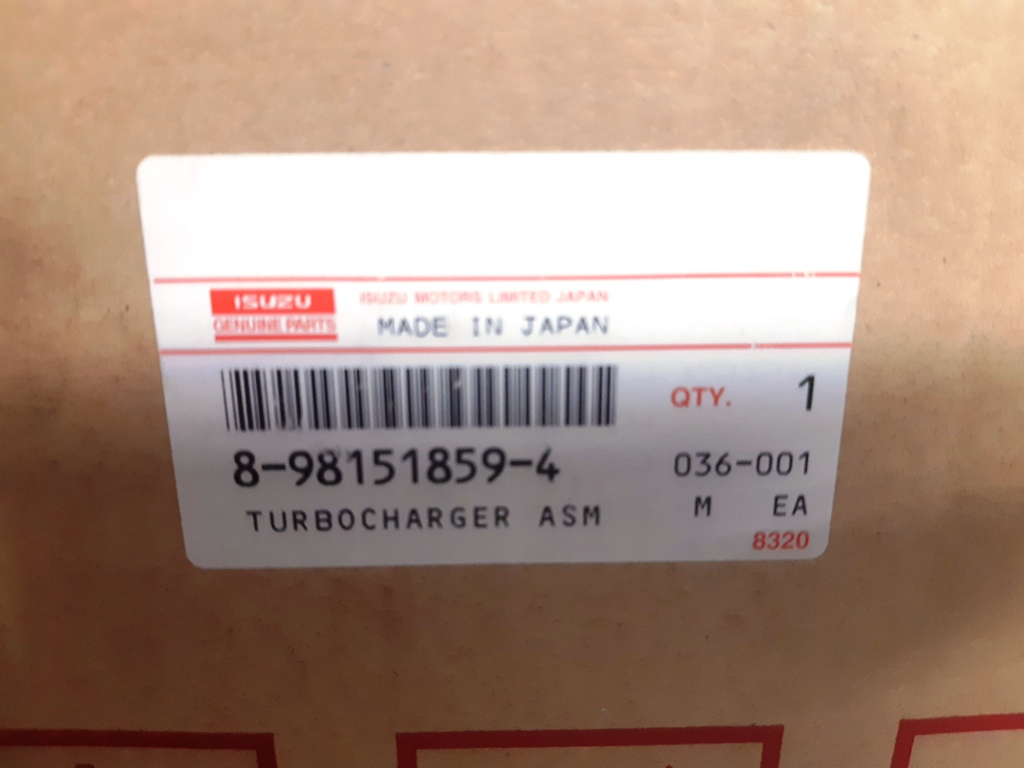 ISUZU
GENUINE PARTS
ISUZU MOTORS LIMITED JAPAN
MADE IN JAPAN
QTY. 1
8-98151859-4
036-001
TURBOCHARGER ASM
M EA
8320